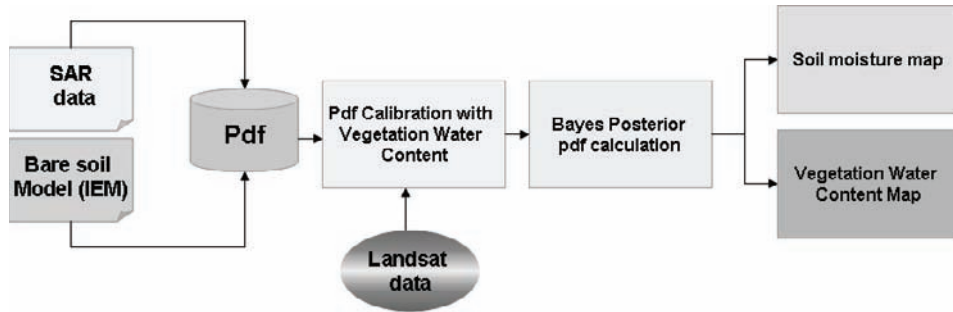 SAR
data
Bare soil
Model (IEM)
Pdf
Pdf Calibration with
Vegetation Water
Content
Landsat
data
Bayes Posterior
pdf calculation
Soil moisture map
Vegetation Water
Content Map